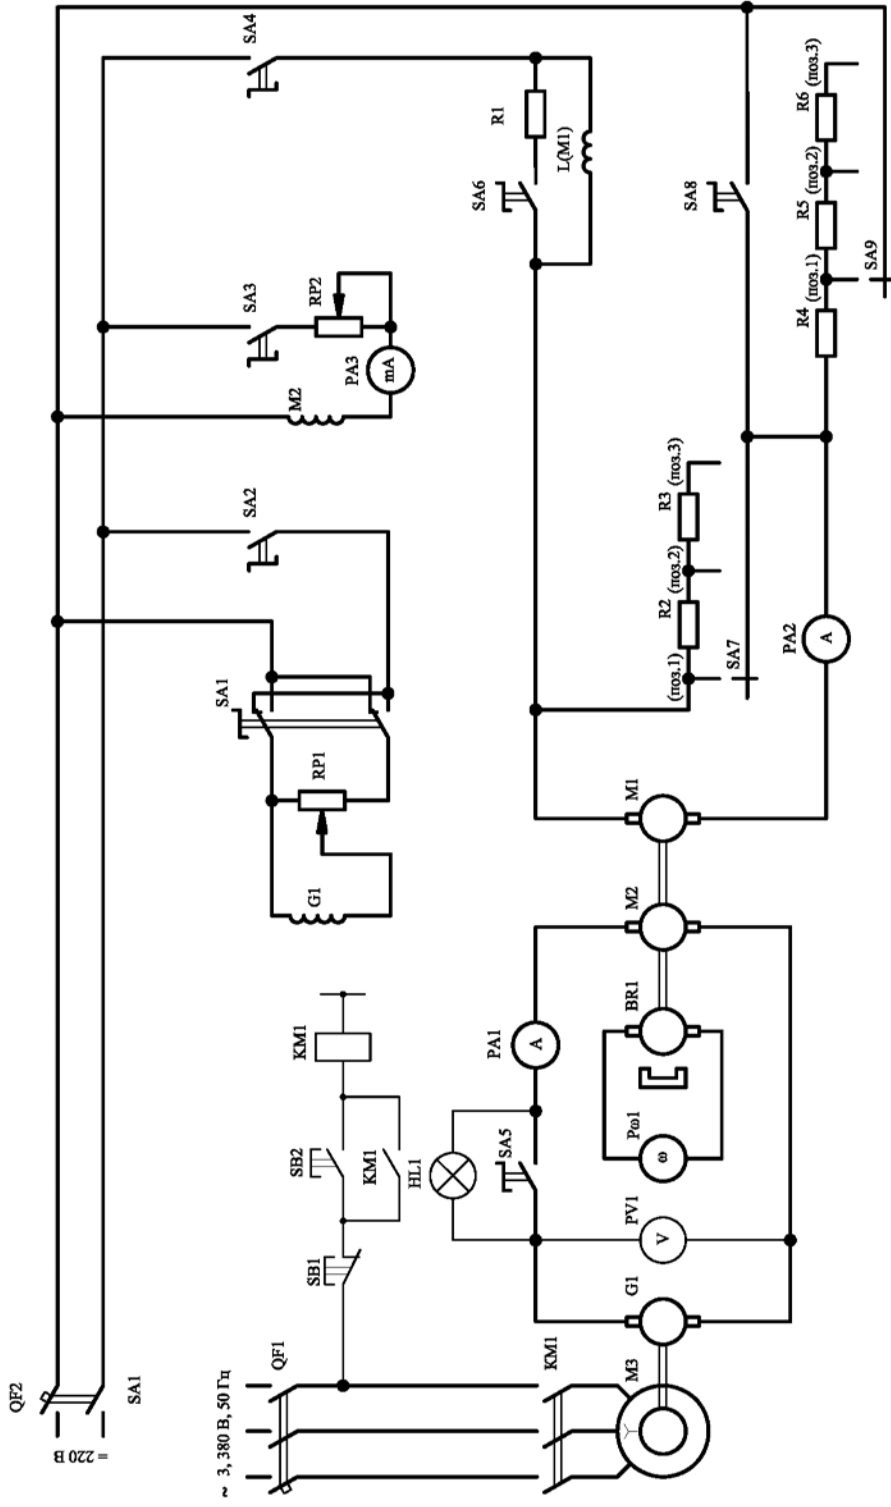 QF2
= 220 В
SA1
~ 3, 380 В, 50 Гц
SA1
SA2
SA3
SA4
QF1
SB1
SB2
KM1
G1
RP1
M2
RP2
PA3
mA
KM1
HL1
SA6
R1
PA1
SA5
A
KM1
L(M1)
M3
G1
PV1
Pω1
BR1
M2
M1
V
ω
R2
R3
(поз.1)
(поз.2)
(поз.3)
SA8
SA7
PA2
A
R4
R5
R6
(поз.1)
(поз.2)
(поз.3)
SA9